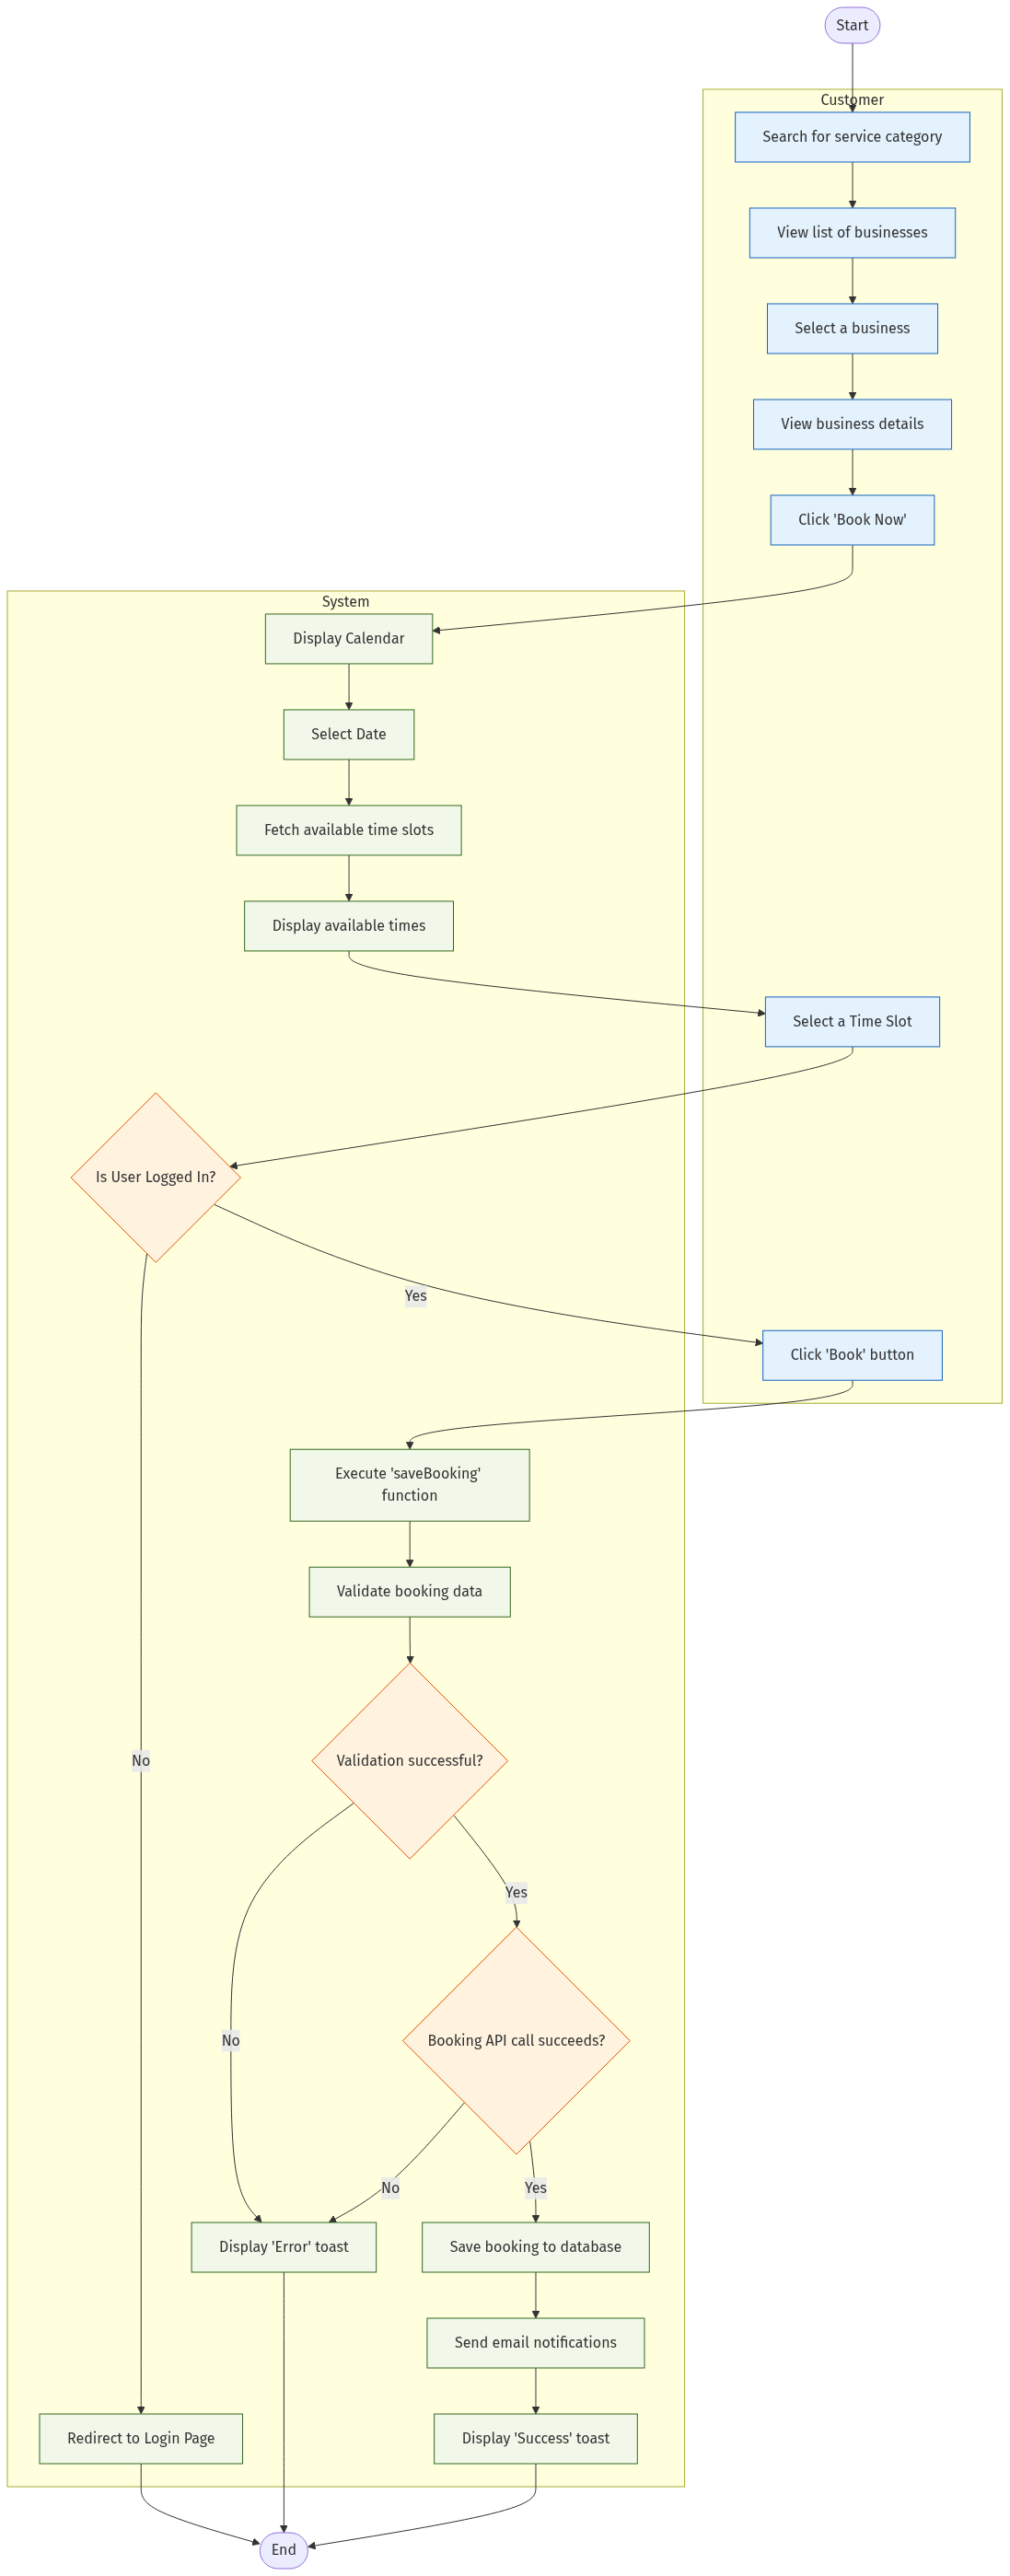 Start
Customer
Search for service category
View list of businesses
Select a business
View business details
Click 'Book Now'
System
Display Calendar
Select Date
Fetch available time slots
Display available times
Select a Time Slot
Is User Logged In?
Yes
Click 'Book' button
Execute 'saveBooking'
function
Validate booking data
No
Validation successful?
Yes
No
Booking API call succeeds?
No
Yes
Display 'Error' toast
Save booking to database
Send email notifications
Redirect to Login Page
Display 'Success' toast
End